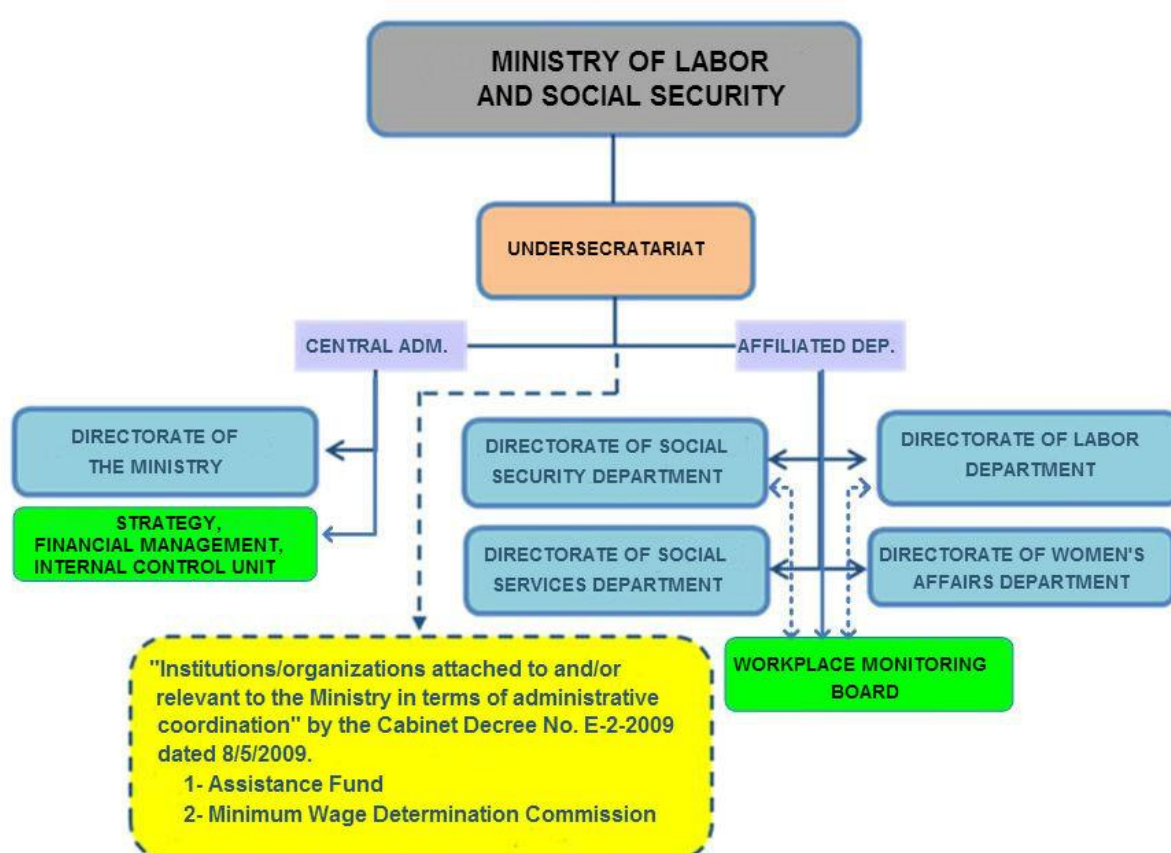 MINISTRY OF LABOR
AND SOCIAL SECURITY
UNDERSECRATARIAT
CENTRAL ADM.
AFFILIATED DEP.
DIRECTORATE OF
THE MINISTRY
STRATEGY,
FINANCIAL MANAGEMENT,
INTERNAL CONTROL UNIT
DIRECTORATE OF SOCIAL
SECURITY DEPARTMENT
DIRECTORATE OF LABOR
DEPARTMENT
DIRECTORATE OF SOCIAL
SERVICES DEPARTMENT
DIRECTORATE OF WOMEN'S
AFFAIRS DEPARTMENT
WORKPLACE MONITORING
BOARD
"Institutions/organizations attached to and/or
relevant to the Ministry in terms of administrative
coordination" by the Cabinet Decree No. E-2-2009
dated 8/5/2009.
1- Assistance Fund
2- Minimum Wage Determination Commission